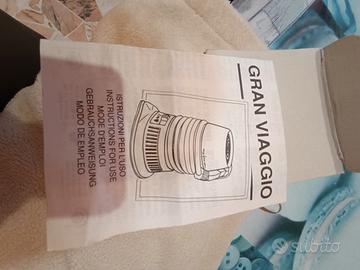 GRAN VIAGGIO
ISTRUZIONI PER L'USO
INSTRUCTIONS FOR USE
MODE D'EMPLOI
GEBRAUCHSANWEISUNG
MODO DE EMPLEO
subito